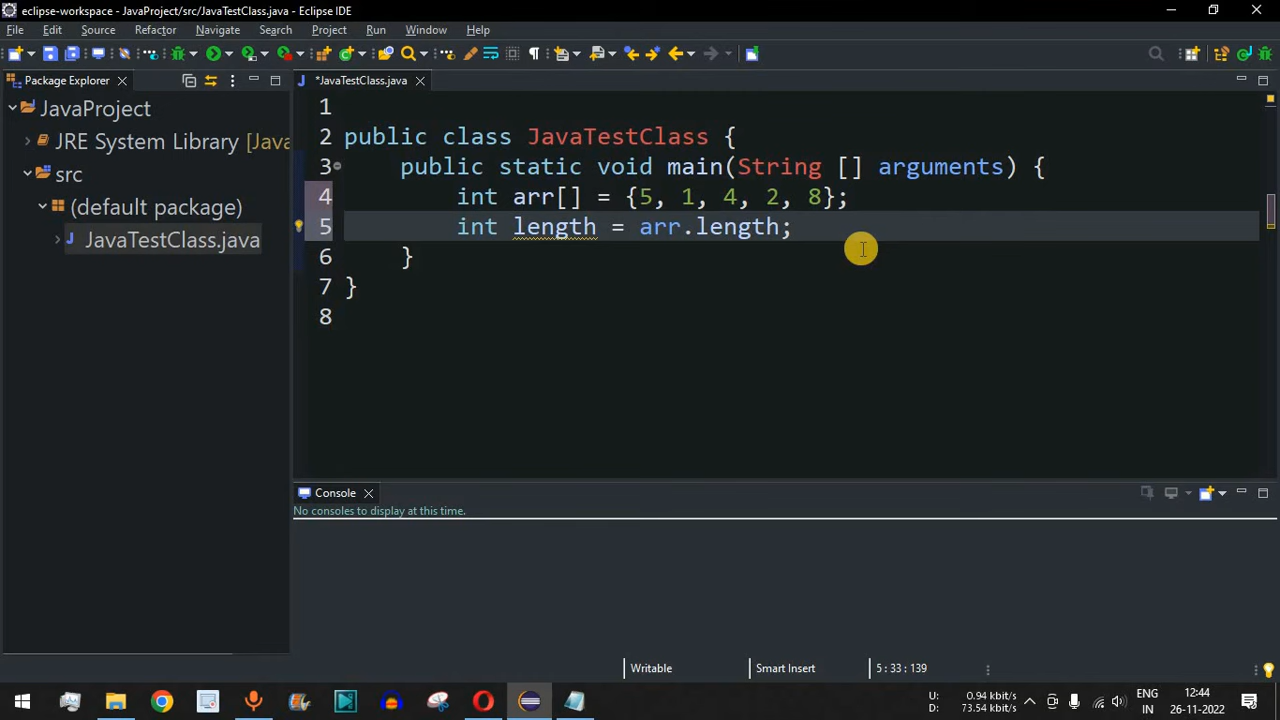 eclipse-workspace - JavaProject/src/JavaTestClass.java - Eclipse IDE
File Edit Source Refactor Navigate Search Project Run Window Help
Package Explorer
*JavaTestClass.java
JavaProject
JRE System Library [Java
src
(default package)
JavaTestClass.java
1
2 public class JavaTestClass {
3 public static void main(String [] arguments) {
4 int arr[] = {5, 1, 4, 2, 8};
5 int length = arr.length;
6 }
7 }
8
Console
No consoles to display at this time.
Writable Smart Insert 5 : 33 : 139
U: 0.94 kbit/s
D: 73.54 kbit/s
ENG
IN
12:44
26-11-2022